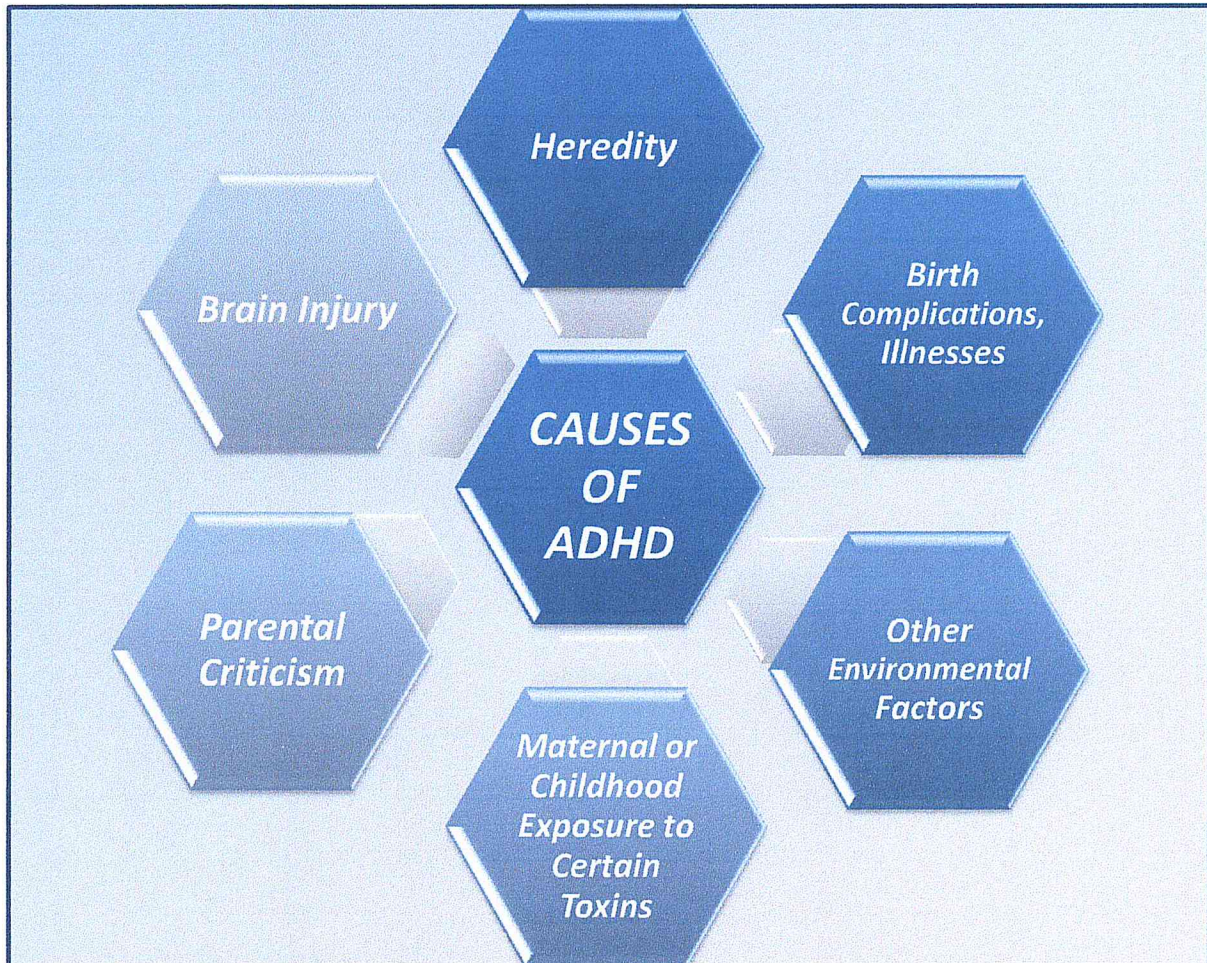 Heredity
Birth
Complications,
Illnesses
Other
Environmental
Factors
Maternal or
Childhood
Exposure to
Certain
Toxins
Parental
Criticism
Brain Injury
CAUSES
OF
ADHD